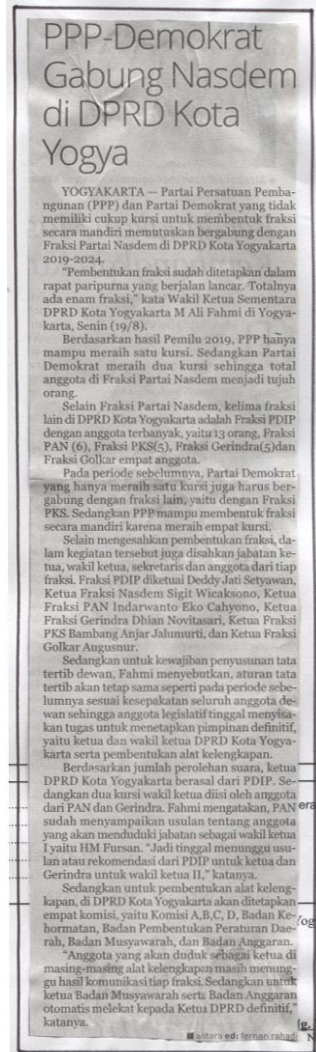 PPP-Demokrat
Gabung Nasdem
di DPRD Kota
Yogya
YOGYAKARTA — Partai Persatuan Pemba-
ngunan (PPP) dan Partai Demokrat yang tidak
memiliki cukup kursi untuk membentuk fraksi
secara mandiri memutuskan bergabung dengan
Fraksi Partai Nasdem di DPRD Kota Yogyakarta
2019-2024.
"Pembentukan fraksi sudah ditetapkan dalam
rapat paripurna yang berjalan lancar. Totalnya
ada enam fraksi," kata Wakil Ketua Sementara
DPRD Kota Yogyakarta M Ali Fahmi di Yogya-
karta, Senin (19/8).
Berdasarkan hasil Pemilu 2019, PPP hanya
mampu meraih satu kursi. Sedangkan Partai
Demokrat meraih dua kursi sehingga total
anggota di Fraksi Partai Nasdem menjadi tujuh
orang.
Selain Fraksi Partai Nasdem, kelima fraksi
lain di DPRD Kota Yogyakarta adalah Fraksi PDIP
dengan anggota terbanyak, yaitu 13 orang, Fraksi
PAN (6), Fraksi PKS(5), Fraksi Gerindra(5)dan
Fraksi Golkar empat anggota.
Pada periode sebelumnya, Partai Demokrat
yang hanya meraih satu kursi juga harus ber-
gabung dengan fraksi lain, yaitu dengan Fraksi
PKS. Sedangkan PPP mampu membentuk fraksi
secara mandiri karena meraih empat kursi.
Selain mengesahkan pembentukan fraksi, da-
lam kegiatan tersebut juga disahkan jabatan ke-
tua, wakil ketua, sekretaris dan anggota dari tiap
fraksi. Fraksi PDIP diketuai Deddy Jati Setyawan,
Ketua Fraksi Nasdem Sigit Wicaksono, Ketua
Fraksi PAN Indarwanto Eko Cahyono, Ketua
Fraksi Gerindra Dhian Novitasari, Ketua Fraksi
PKS Bambang Anjar Jalumurti, dan Ketua Fraksi
Golkar Augusnur.
Sedangkan untuk kewajiban penyusunan tata
tertib dewan, Fahmi menyebutkan, aturan tata
tertib akan tetap sama seperti pada periode sebe-
lumnya sesuai kesepakatan seluruh anggota de-
wan sehingga anggota legislatif tinggal menyisa-
kan tugas untuk menetapkan pimpinan definitif,
yaitu ketua dan wakil ketua DPRD Kota Yogya-
karta serta pembentukan alat kelengkapan.
Berdasarkan jumlah perolehan suara, ketua
DPRD Kota Yogyakarta berasal dari PDIP. Se-
dangkan dua kursi wakil ketua diisi oleh anggota
dari PAN dan Gerindra. Fahmi mengatakan, PAN
sudah menyampaikan usulan tentang anggota
yang akan menduduki jabatan sebagai wakil ketua
I yaitu HM Fursan. "Jadi tinggal menunggu usu-
lan atau rekomendasi dari PDIP untuk ketua dan
Gerindra untuk wakil ketua II," katanya.
Sedangkan untuk pembentukan alat keleng-
kapan, di DPRD Kota Yogyakarta akan ditetapkan
empat komisi, yaitu Komisi A,B,C, D, Badan Ke-
hormatan, Badan Pembentukan Peraturan Dae-
rah, Badan Musyawarah, dan Badan Anggaran.
"Anggota yang akan duduk sebagai ketua di
masing-masing alat kelengkapan masih menung-
gu hasil komunikasi tiap fraksi. Sedangkan untuk
ketua Badan Musyawarah serta Badan Anggaran
otomatis melekat kepada Ketua DPRD definitif,"
katanya.
■ antara ed: fernan rahadi